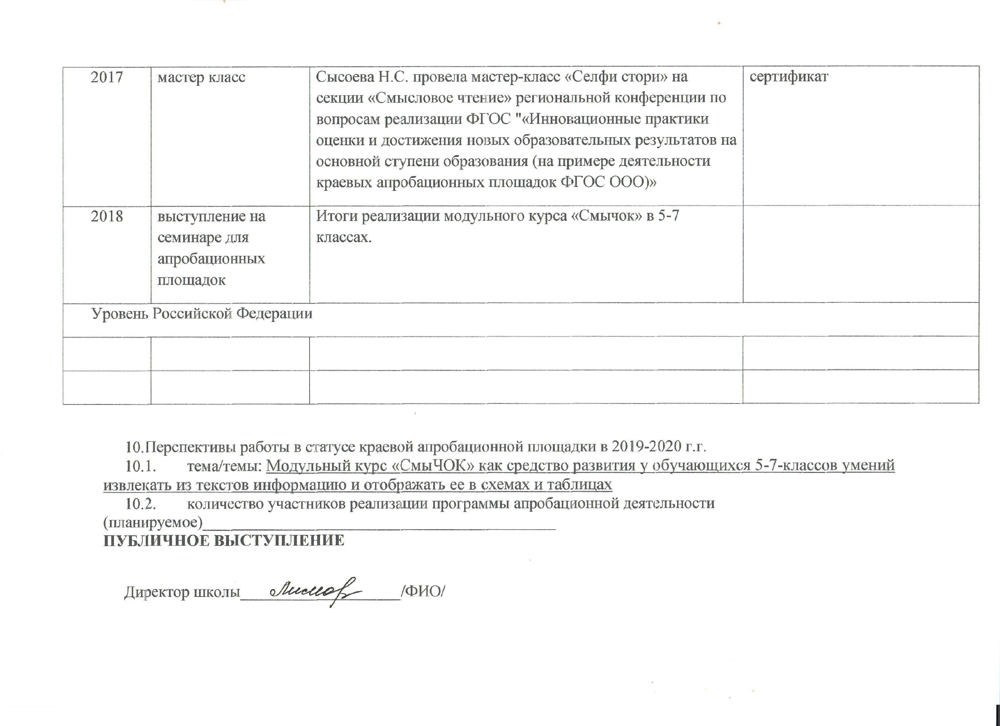 2017 мастер класс Сысоева Н.С. провела мастер-класс «Селфи стори» на сертификат
секции «Смысловое чтение» региональной конференции по
вопросам реализации ФГОС "«Инновационные практики
оценки и достижения новых образовательных результатов на
основной ступени образования (на примере деятельности
краевых апробационных площадок ФГОС ООО)»
2018 выступление на Итоги реализации модульного курса «Смычок» в 5-7
семинаре для классах.
апробационных
площадок
Уровень Российской Федерации
10.Перспективы работы в статусе краевой апробационной площадки в 2019-2020 г.г.
10.1. тема/темы: Модульный курс «СмыЧОК» как средство развития у обучающихся 5-7-классов умений
извлекать из текстов информацию и отображать ее в схемах и таблицах
10.2. количество участников реализации программы апробационной деятельности
(планируемое)
ПУБЛИЧНОЕ ВЫСТУПЛЕНИЕ
Директор школы /ФИО/